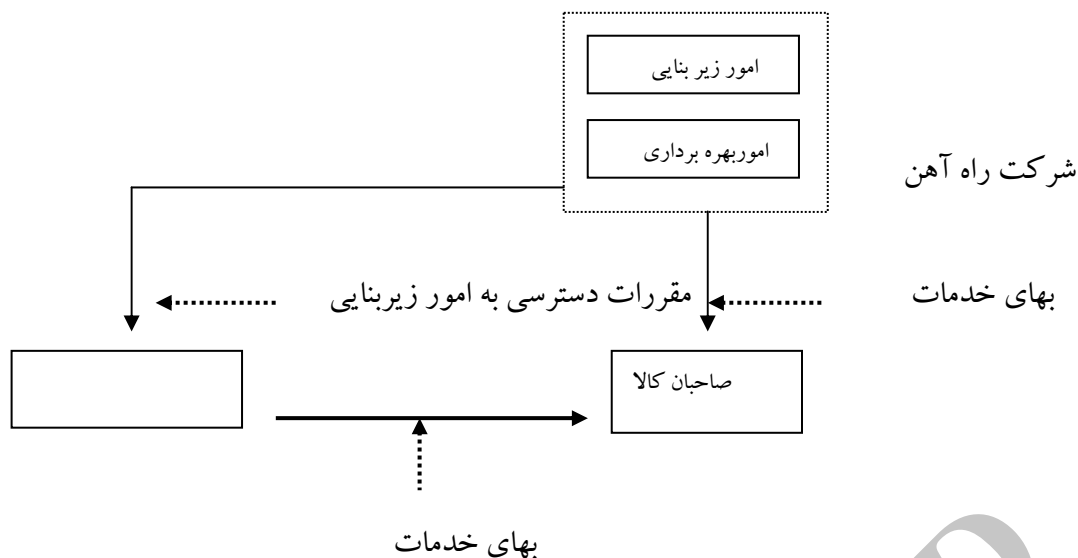 امور زیر بنایی
اموربهره برداری
شرکت راه آهن
بهای خدمات
مقررات دسترسی به امور زیربنایی
صاحبان کالا
بهای خدمات